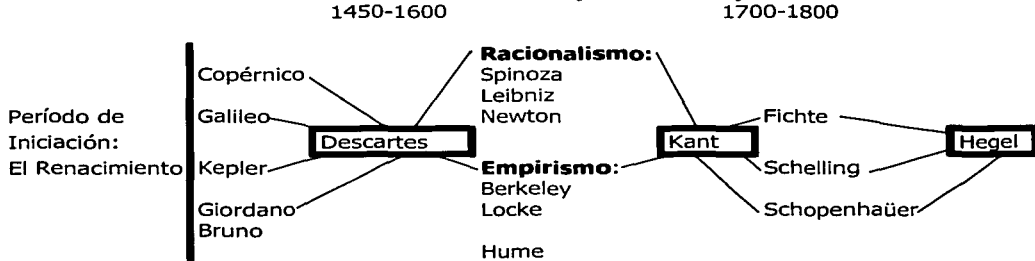 1450-1600 1700-1800
Racionalismo:
Copérnico Spinoza
Leibniz
Período de Galileo Newton Fichte
Iniciación: Descartes Kant Hegel
El Renacimiento Kepler Empirismo: Schelling
Berkeley
Giordano Locke Schopenhaüer
Bruno
Hume